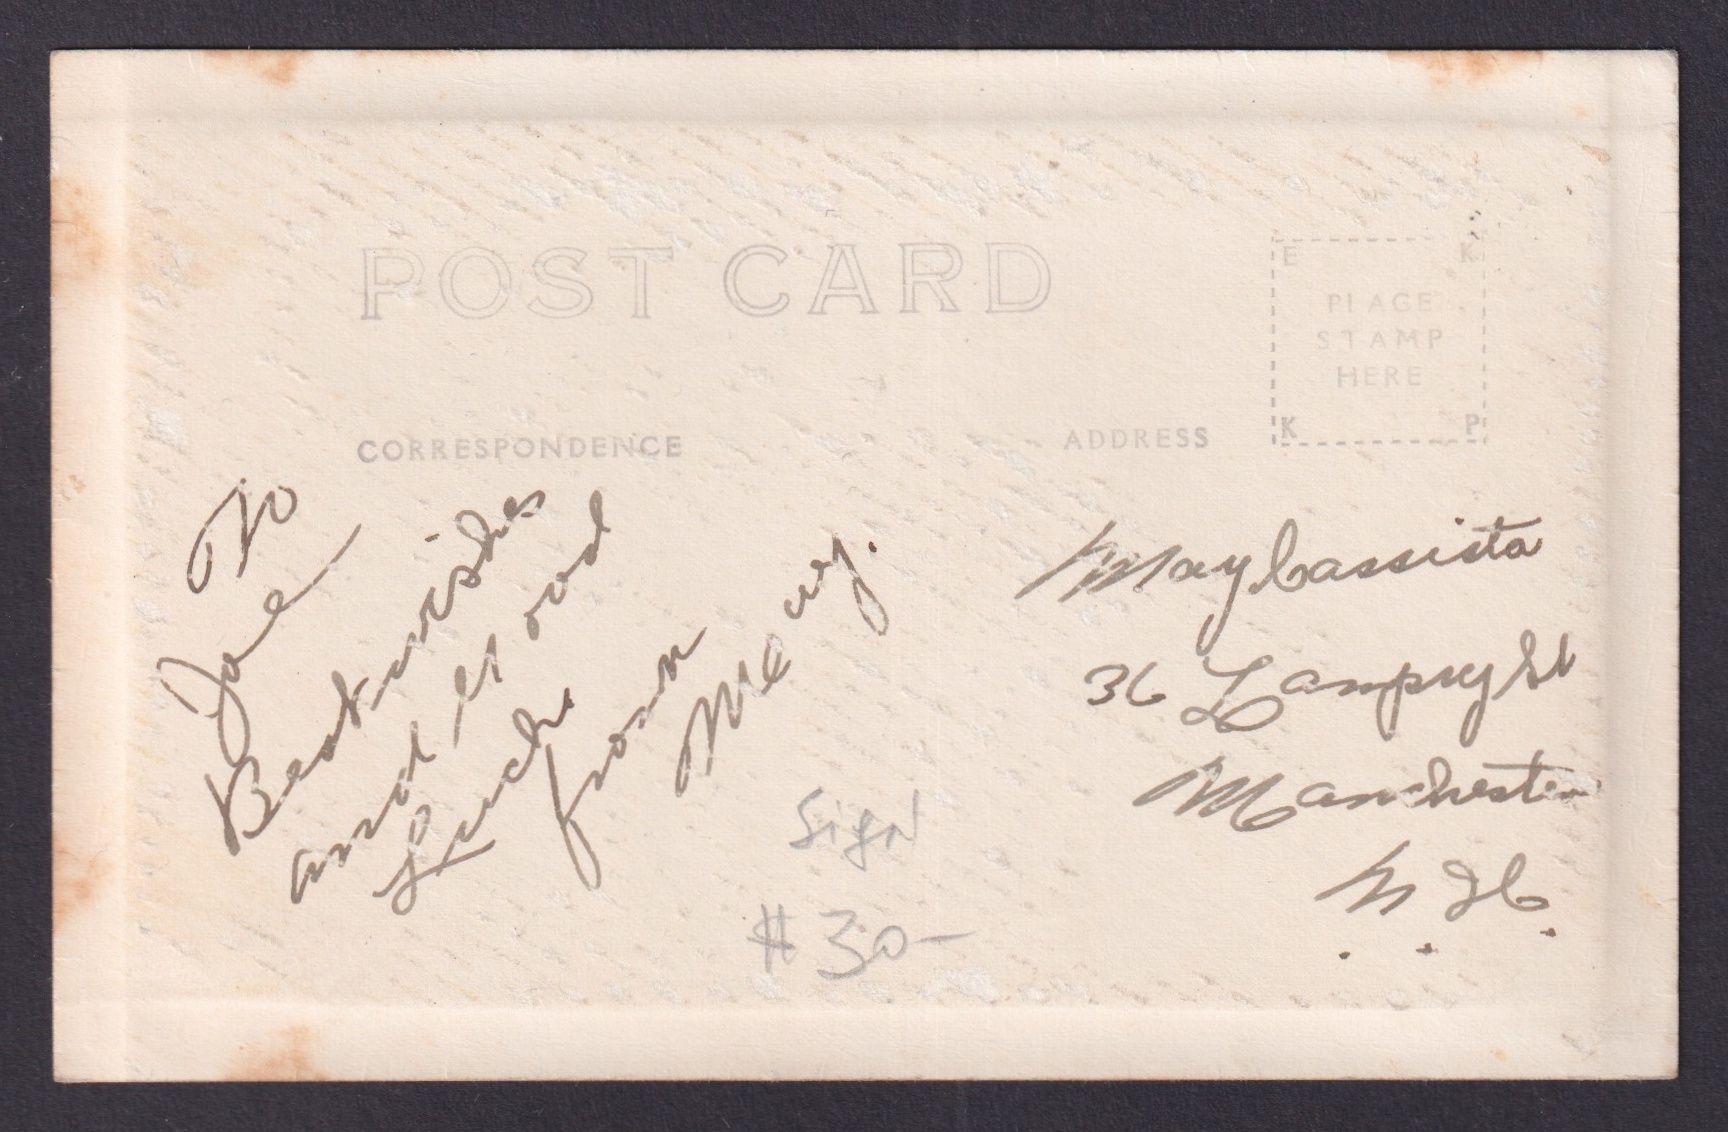 POST CARD
E K
PLACE
STAMP
HERE
K P
CORRESPONDENCE
ADDRESS
To
Joe
Best wishes
and good
Luck
from
Me
May Cassista
36 Lamprey St
Manchester
N. H.
Sign
$30-